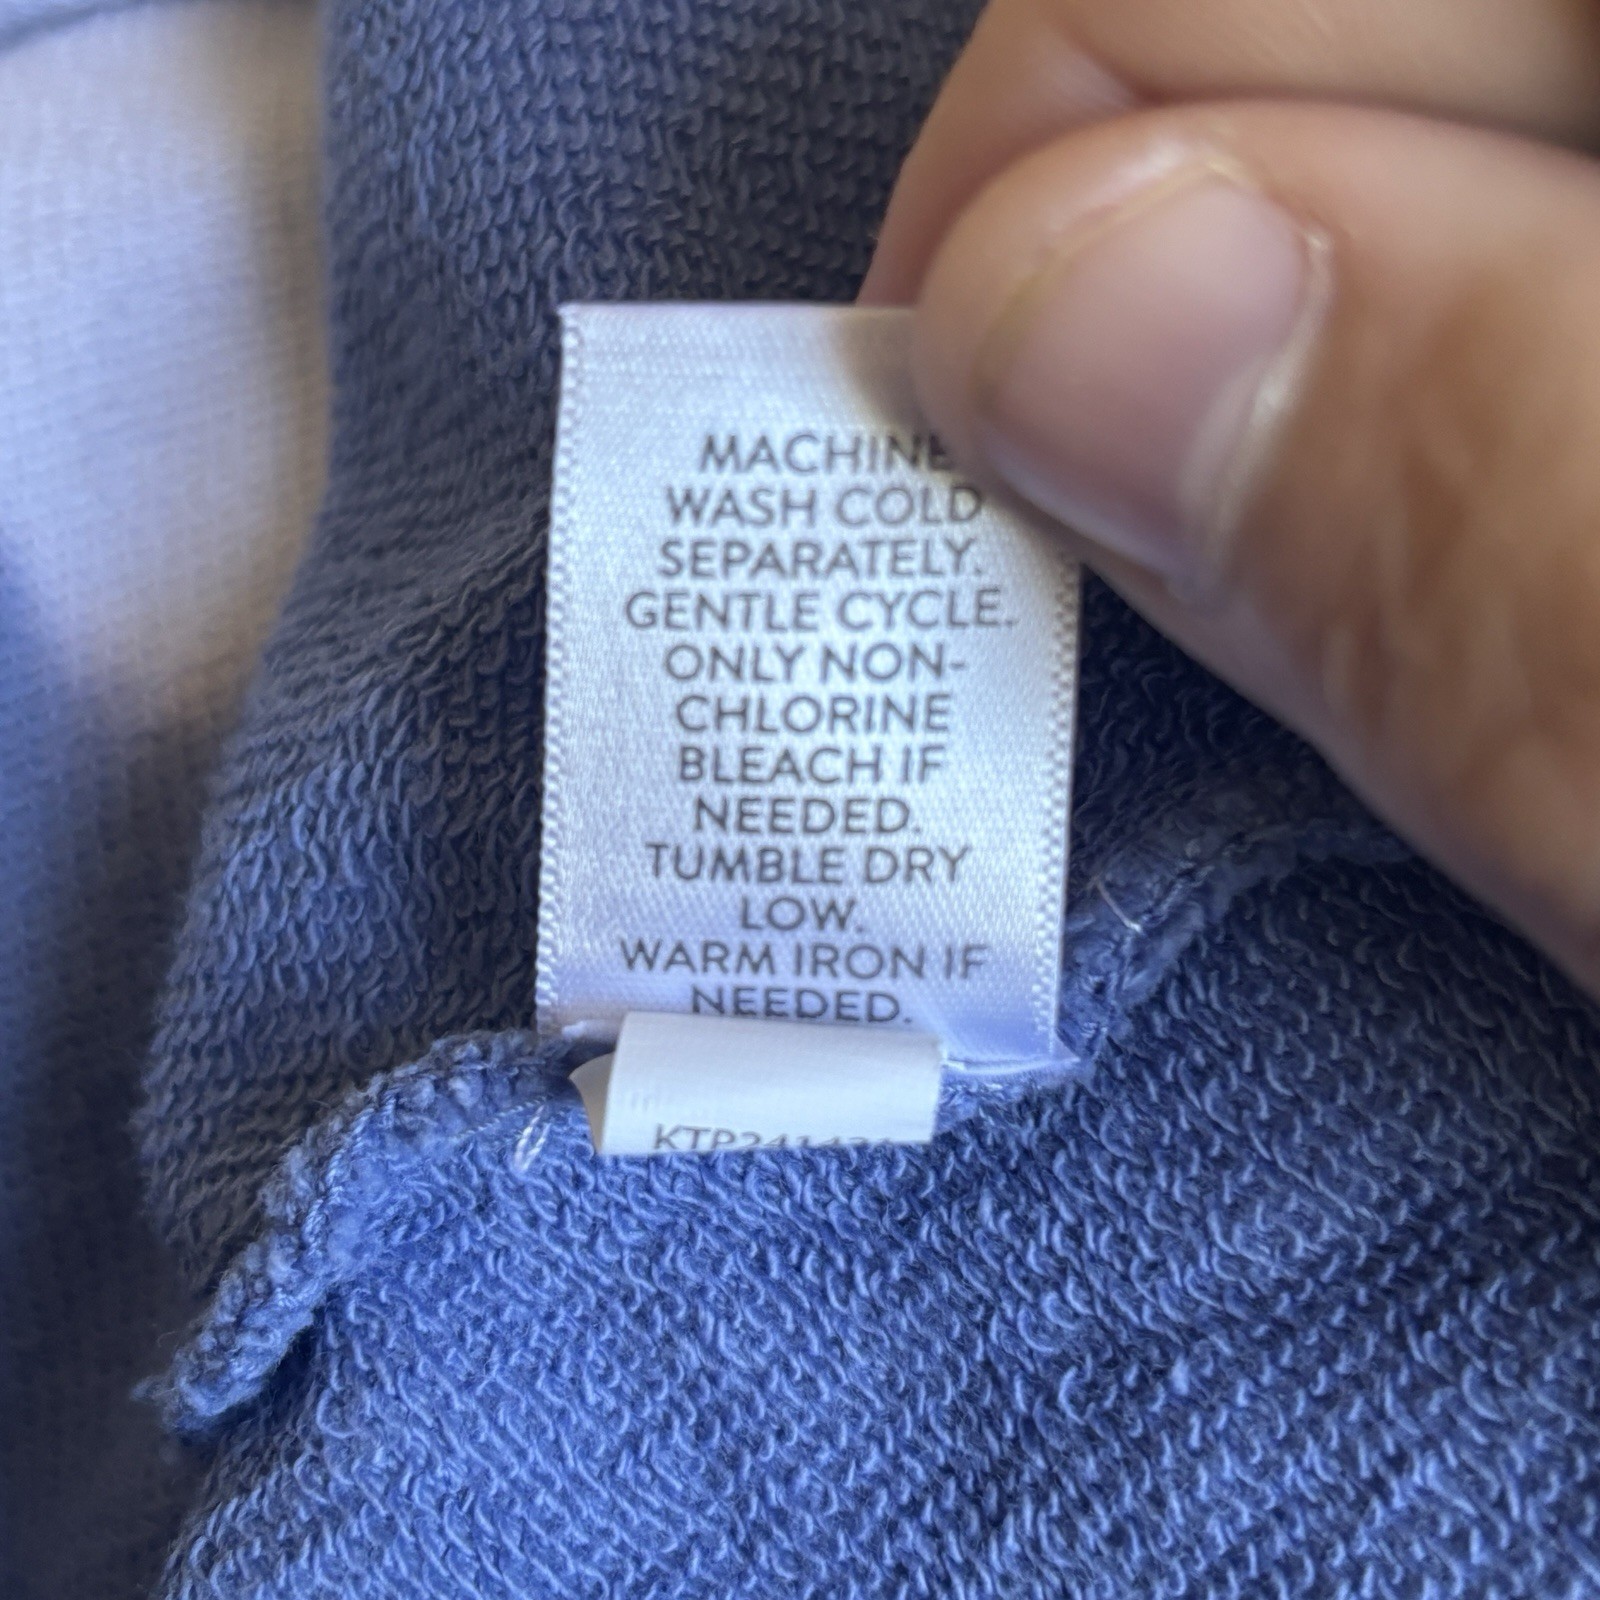 MACHINE
WASH COLD
SEPARATELY.
GENTLE CYCLE.
ONLY NON-
CHLORINE
BLEACH IF
NEEDED.
TUMBLE DRY
LOW.
WARM IRON IF
NEEDED.